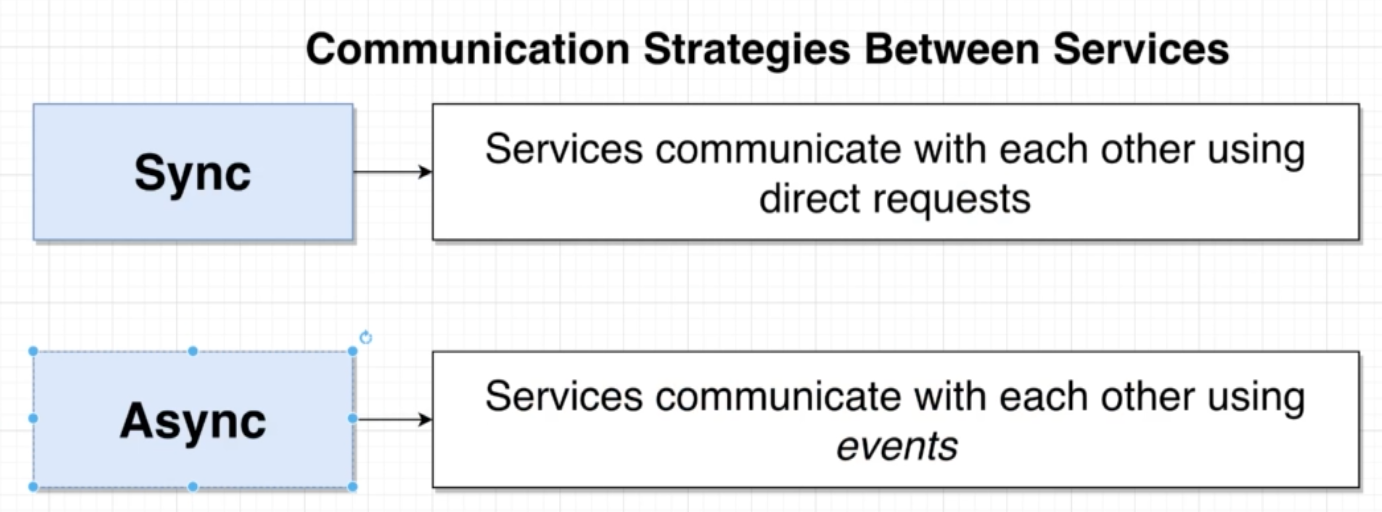 Communication Strategies Between Services
Sync
Services communicate with each other using
direct requests
Async
Services communicate with each other using
events